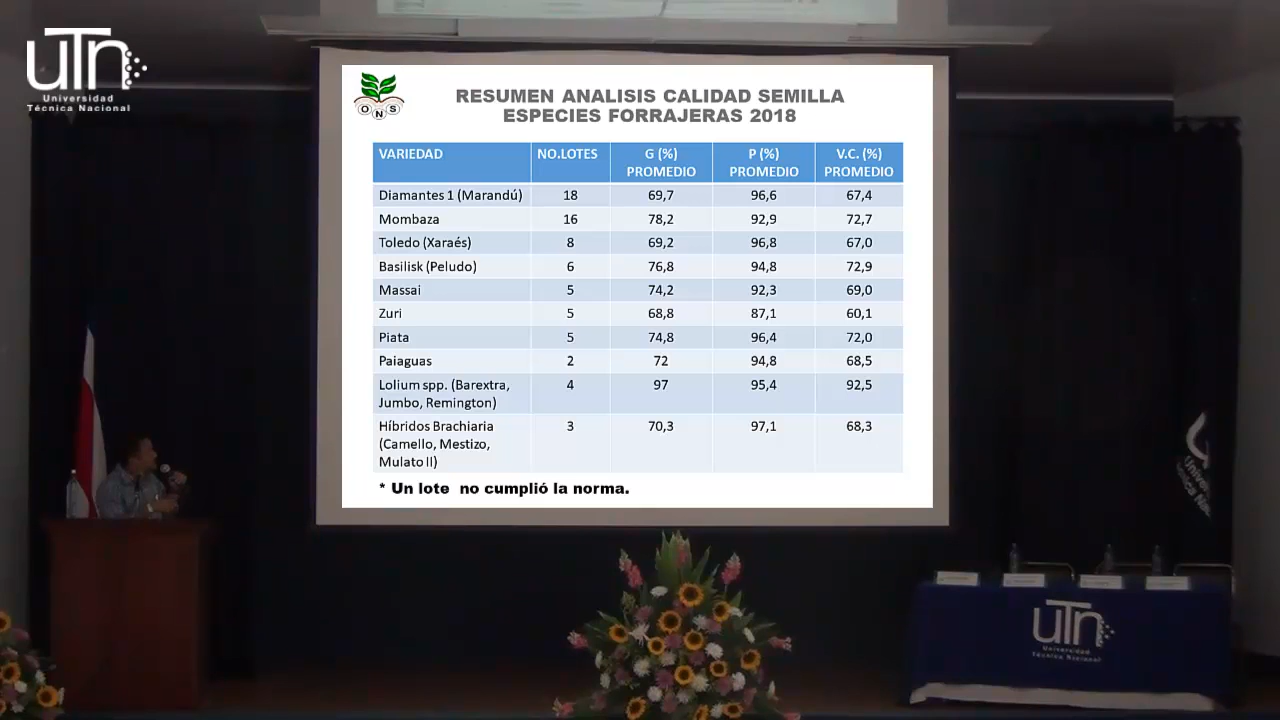 UTN
Universidad
Técnica Nacional
ONS
RESUMEN ANALISIS CALIDAD SEMILLA
ESPECIES FORRAJERAS 2018
VARIEDAD NO.LOTES G (%) PROMEDIO P (%) PROMEDIO V.C. (%) PROMEDIO
Diamantes 1 (Marandú) 18 69,7 96,6 67,4
Mombaza 16 78,2 92,9 72,7
Toledo (Xaraés) 8 69,2 96,8 67,0
Basilisk (Peludo) 6 76,8 94,8 72,9
Massai 5 74,2 92,3 69,0
Zuri 5 68,8 87,1 60,1
Piata 5 74,8 96,4 72,0
Paiaguas 2 72 94,8 68,5
Lolium spp. (Barextra, 4 97 95,4 92,5
Jumbo, Remington)
Híbridos Brachiaria 3 70,3 97,1 68,3
(Camello, Mestizo,
Mulato II)
* Un lote no cumplió la norma.
UTN
Universidad
Técnica Nacional